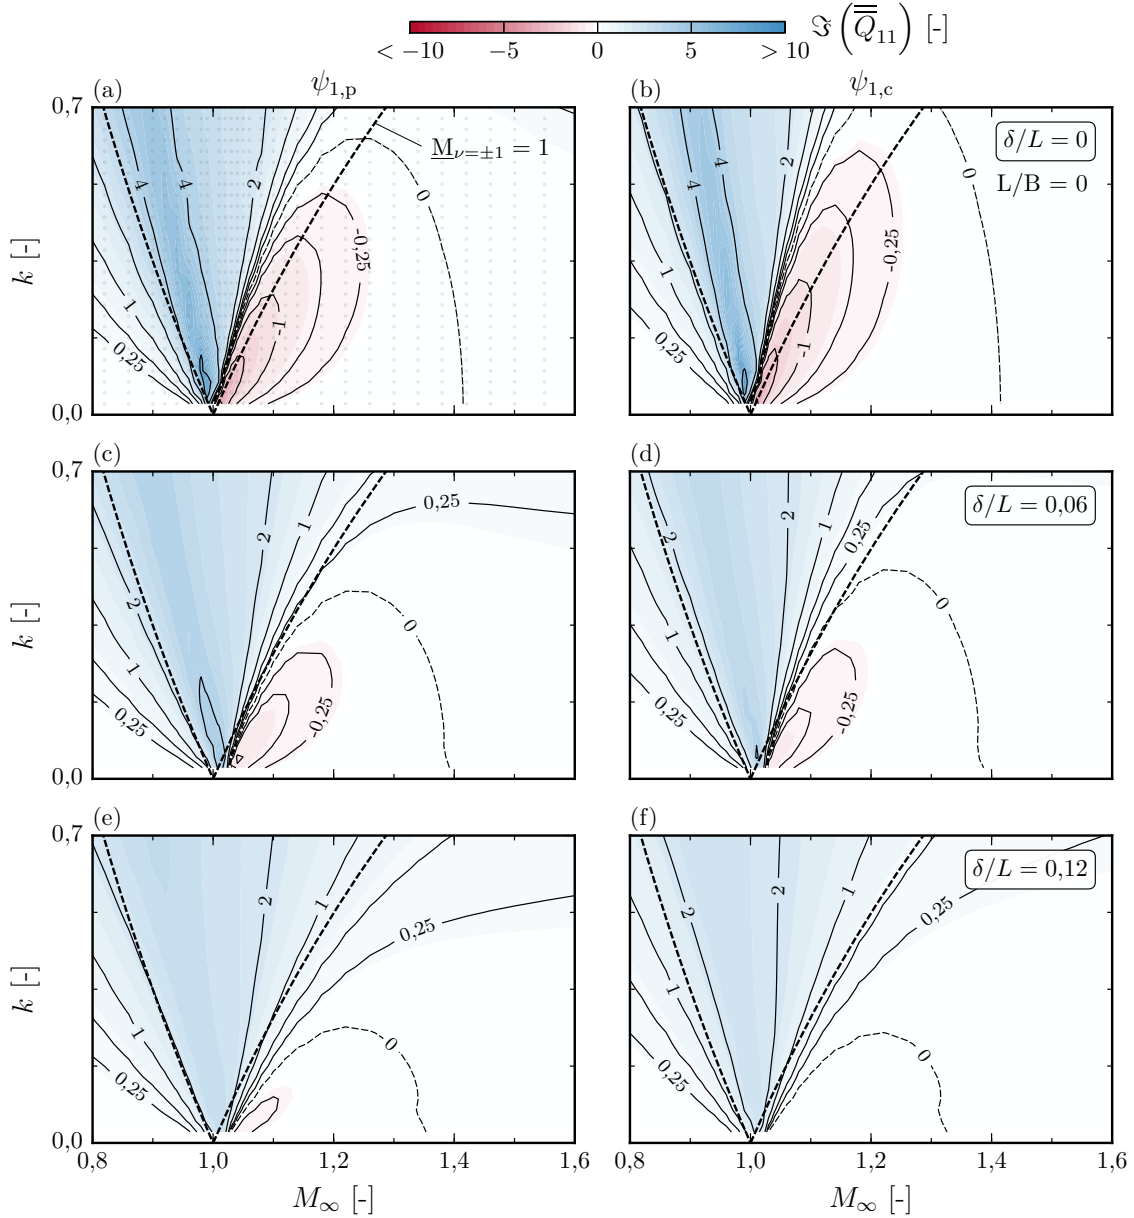 ℑ(Q̿₁₁) [-]
< −10 −5 0 5 > 10
(a) ψ1,p
(b) ψ1,c
0,7
k [-]
0,0
M_ν=±1 = 1
4 4 2 0 1 0,25 -0,25 -1
δ/L = 0
L/B = 0
4 4 2 0 1 0,25 -0,25 -1
(c)
(d)
0,7
k [-]
0,0
2 1 0,25 2 0 1 0,25 -0,25
δ/L = 0,06
2 2 1 0,25 0 1 0,25 -0,25
(e)
(f)
0,7
k [-]
0,0
2 1 0,25 1 0 0,25
δ/L = 0,12
2 2 1 0,25 1 0 0,25
0,8 1,0 1,2 1,4 1,6
0,8 1,0 1,2 1,4 1,6
M∞ [-]
M∞ [-]